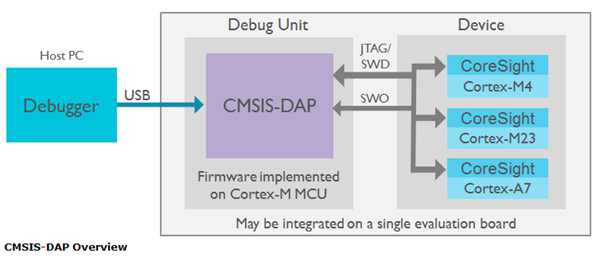 Debug Unit
Device
Host PC
Debugger
USB
CMSIS-DAP
JTAG/
SWD
SWO
CoreSight
Cortex-M4
CoreSight
Cortex-M23
CoreSight
Cortex-A7
Firmware implemented
on Cortex-M MCU
May be integrated on a single evaluation board
CMSIS-DAP Overview